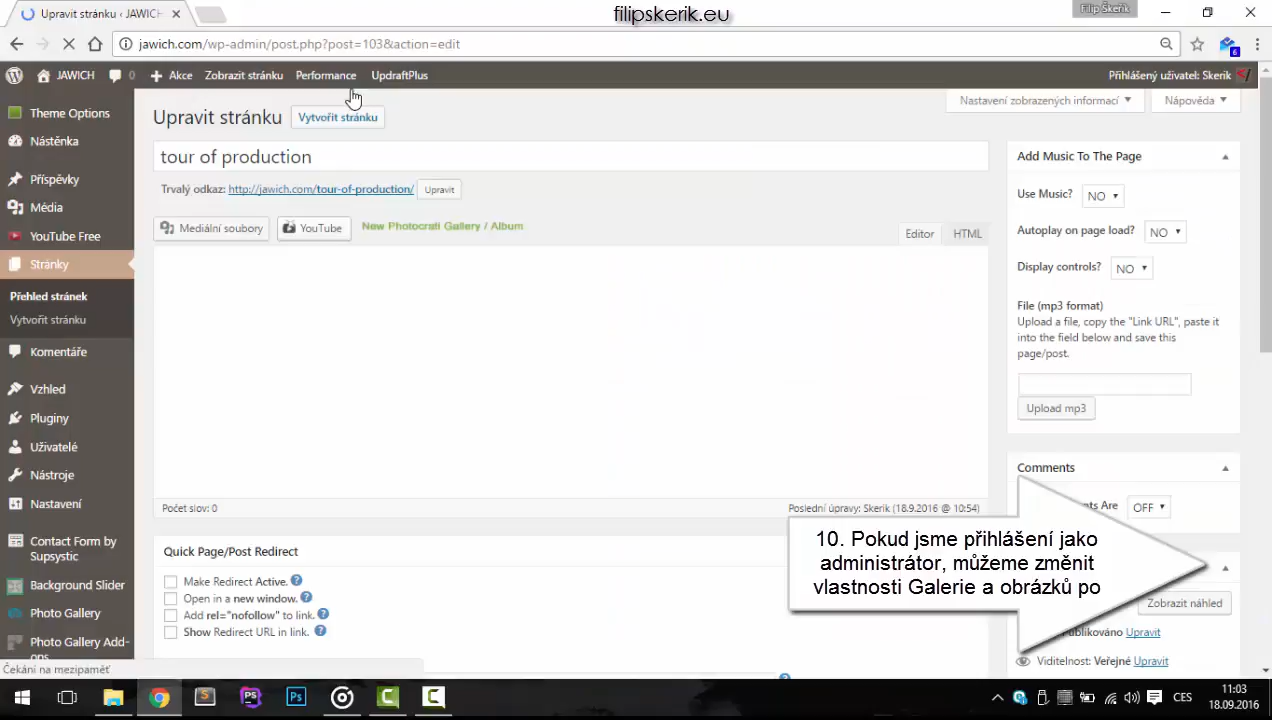 Upravit stránku ‹ JAWICH
filipskerik.eu
Filip Škeřík
jawich.com/wp-admin/post.php?post=103&action=edit
6
JAWICH 0 Akce Zobrazit stránku Performance UpdraftPlus Přihlášený uživatel: Skerik
Theme Options
Nástěnka
Příspěvky
Média
YouTube Free
Stránky
Přehled stránek
Vytvořit stránku
Komentáře
Vzhled
Pluginy
Uživatelé
Nástroje
Nastavení
Contact Form by
Supsystic
Background Slider
Photo Gallery
Photo Gallery Add-
ons
Čekání na mezipaměť
Nastavení zobrazených informací Nápověda
Upravit stránku Vytvořit stránku
tour of production
Trvalý odkaz: http://jawich.com/tour-of-production/ Upravit
Mediální soubory YouTube New Photocrati Gallery / Album
Editor HTML
Počet slov: 0 Poslední úpravy: Skerik (18.9.2016 @ 10:54)
Quick Page/Post Redirect
Make Redirect Active.
Open in a new window.
Add rel="nofollow" to link.
Show Redirect URL in link.
Add Music To The Page
Use Music? NO
Autoplay on page load? NO
Display controls? NO
File (mp3 format)
Upload a file, copy the "Link URL", paste it
into the field below and save this
page/post.
Upload mp3
Comments
Are OFF
10. Pokud jsme přihlášení jako
administrátor, můžeme změnit
vlastnosti Galerie a obrázků po
Zobrazit náhled
Upravit
Viditelnost: Veřejné Upravit
Ps
CES
11:03
18.09.2016